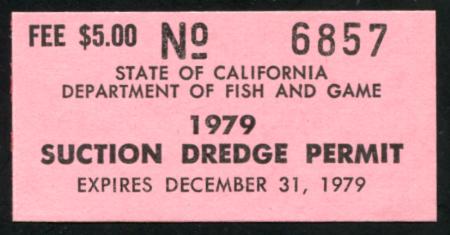 FEE $5.00 No 6857
STATE OF CALIFORNIA
DEPARTMENT OF FISH AND GAME
1979
SUCTION DREDGE PERMIT
EXPIRES DECEMBER 31, 1979